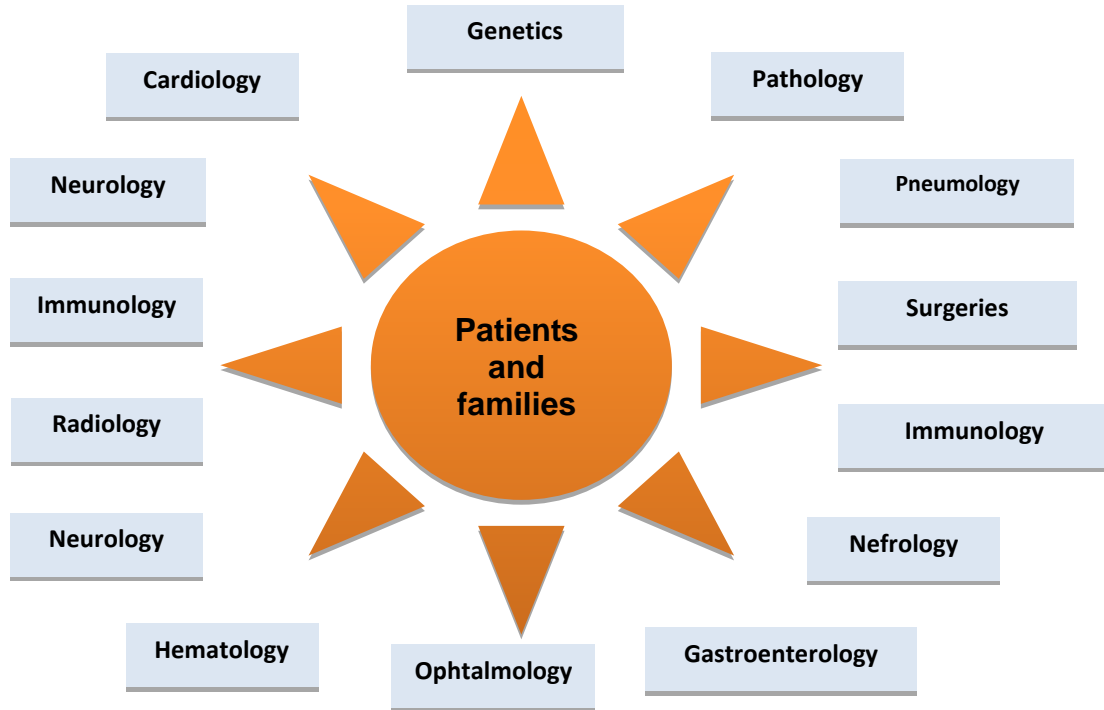 Genetics
Cardiology
Pathology
Neurology
Pneumology
Immunology
Surgeries
Patients
and
families
Radiology
Immunology
Neurology
Nefrology
Hematology
Ophtalmology
Gastroenterology